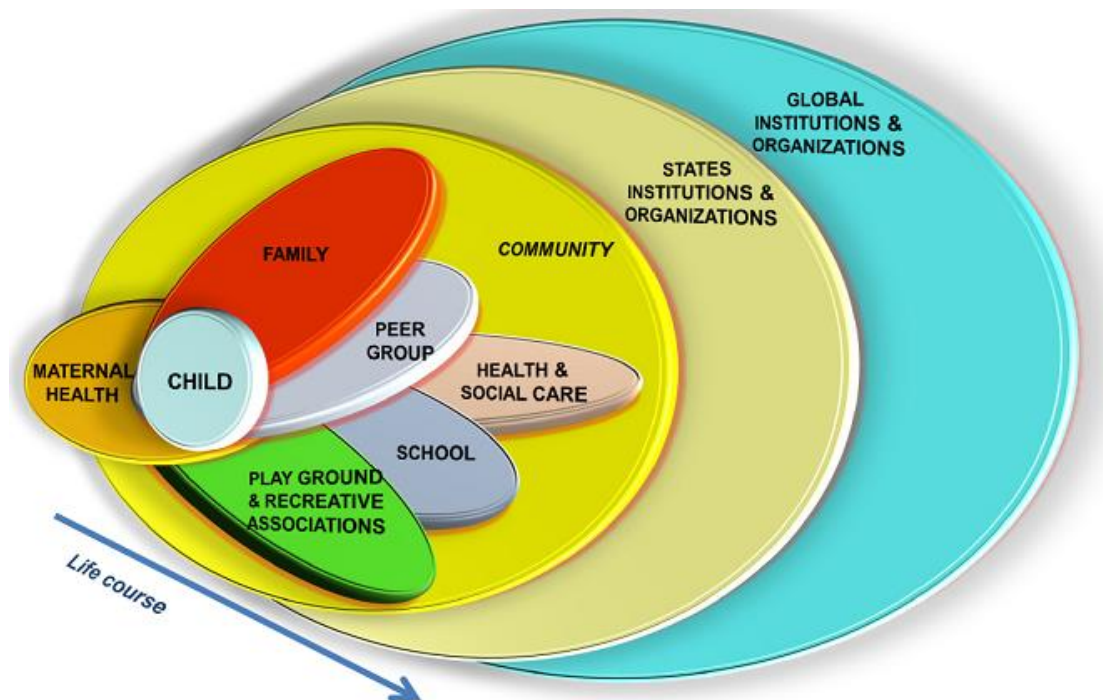 GLOBAL
INSTITUTIONS &
ORGANIZATIONS
STATES
INSTITUTIONS &
ORGANIZATIONS
COMMUNITY
FAMILY
PEER
GROUP
MATERNAL
HEALTH
CHILD
HEALTH &
SOCIAL CARE
SCHOOL
PLAY GROUND
& RECREATIVE
ASSOCIATIONS
Life course